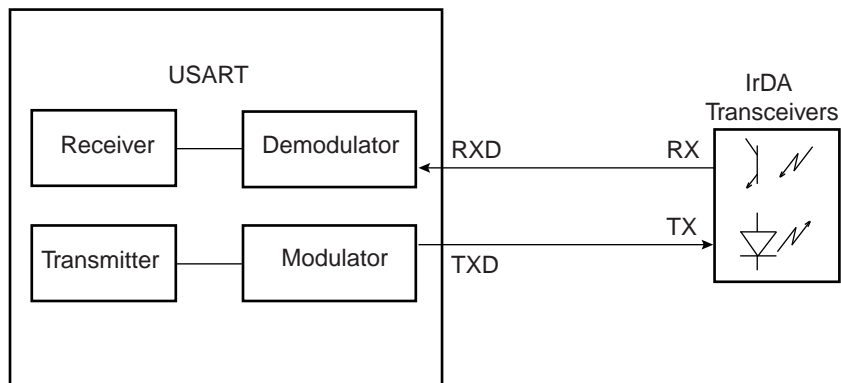 USART
IrDA
Transceivers
Receiver
Demodulator
RXD
RX
Transmitter
Modulator
TXD
TX